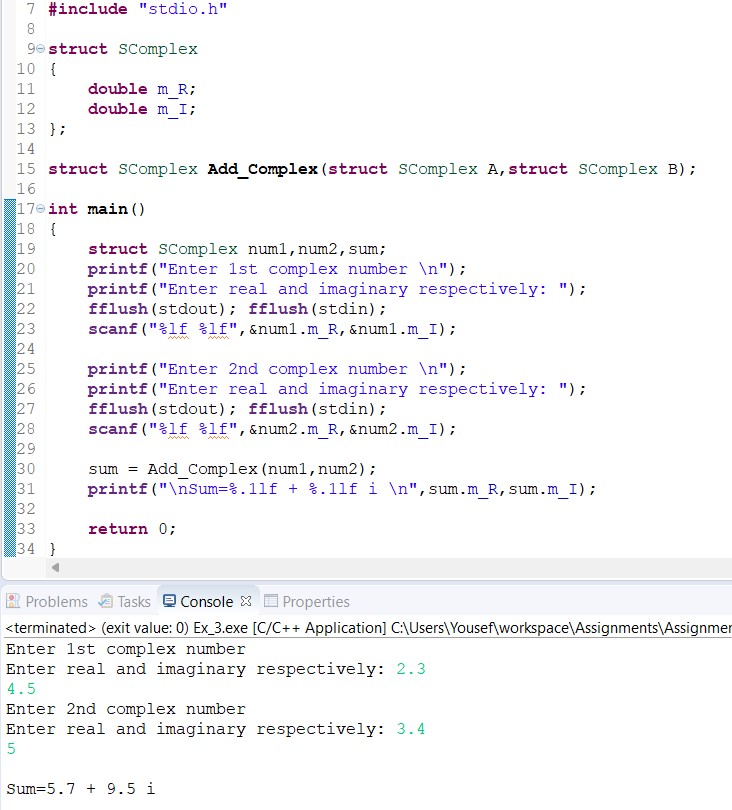 7 #include "stdio.h"
8
9 struct SComplex
10 {
11     double m_R;
12     double m_I;
13 };
14
15 struct SComplex Add_Complex(struct SComplex A,struct SComplex B);
16
17 int main()
18 {
19     struct SComplex num1,num2,sum;
20     printf("Enter 1st complex number \n");
21     printf("Enter real and imaginary respectively: ");
22     fflush(stdout); fflush(stdin);
23     scanf("%lf %lf",&num1.m_R,&num1.m_I);
24
25     printf("Enter 2nd complex number \n");
26     printf("Enter real and imaginary respectively: ");
27     fflush(stdout); fflush(stdin);
28     scanf("%lf %lf",&num2.m_R,&num2.m_I);
29
30     sum = Add_Complex(num1,num2);
31     printf("\nSum=%.1lf + %.1lf i \n",sum.m_R,sum.m_I);
32
33     return 0;
34 }
Problems Tasks Console Properties
<terminated> (exit value: 0) Ex_3.exe [C/C++ Application] C:\Users\Yousef\workspace\Assignments\Assignmer
Enter 1st complex number
Enter real and imaginary respectively: 2.3
4.5
Enter 2nd complex number
Enter real and imaginary respectively: 3.4
5

Sum=5.7 + 9.5 i